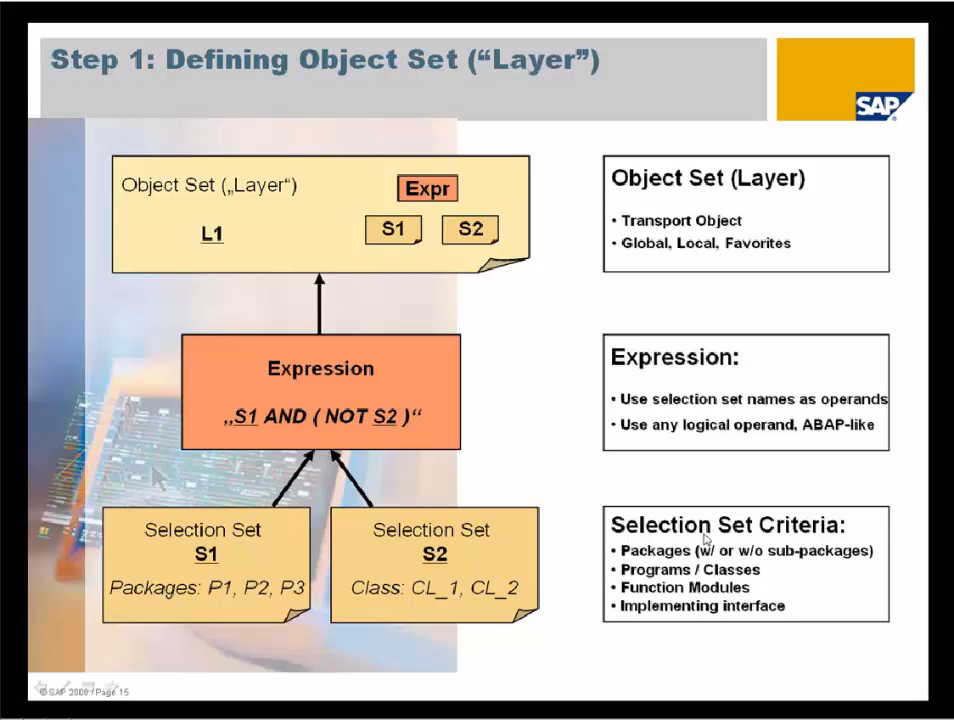 Step 1: Defining Object Set (“Layer”)
SAP
Object Set („Layer“)
Expr
L1
S1
S2
Object Set (Layer)
• Transport Object
• Global, Local, Favorites
Expression
„S1 AND ( NOT S2 )“
Expression:
• Use selection set names as operands
• Use any logical operand, ABAP-like
Selection Set
S1
Packages: P1, P2, P3
Selection Set
S2
Class: CL_1, CL_2
Selection Set Criteria:
• Packages (w/ or w/o sub-packages)
• Programs / Classes
• Function Modules
• Implementing interface
© SAP 2008 / Page 15